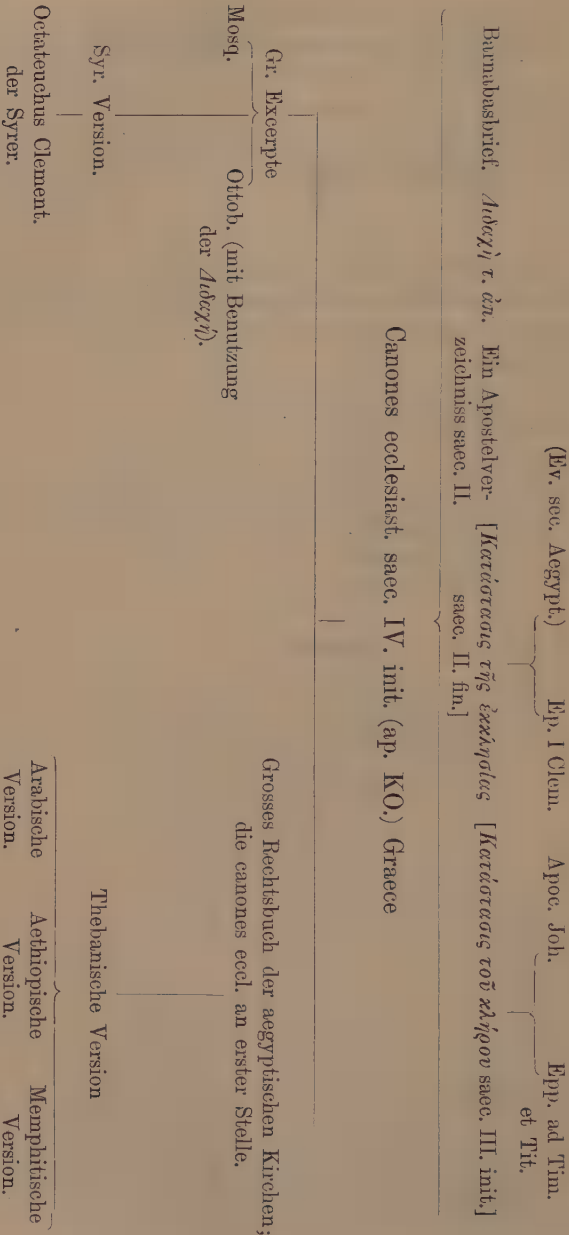 (Ev. sec. Aegypt.) Ep. I Clem. Apoc. Joh. Epp. ad Tim.
et Tit.
Barnabasbrief. Διδαχὴ τ. ἀπ. Ein Apostelver- [Κατάστασις τῆς ἐκκλησίας [Κατάστασις τοῦ κλήρου saec. III. init.]
zeichniss saec. II. saec. II. fin.]
Canones ecclesiast. saec. IV. init. (ap. KO.) Graece
Gr. Excerpte
Mosq. Ottob. (mit Benutzung
der Διδαχή).
Syr. Version.
Octateuchus Clement.
der Syrer.
Grosses Rechtsbuch der aegyptischen Kirchen;
die canones eccl. an erster Stelle.
Thebanische Version
Arabische Aethiopische Memphitische
Version. Version. Version.